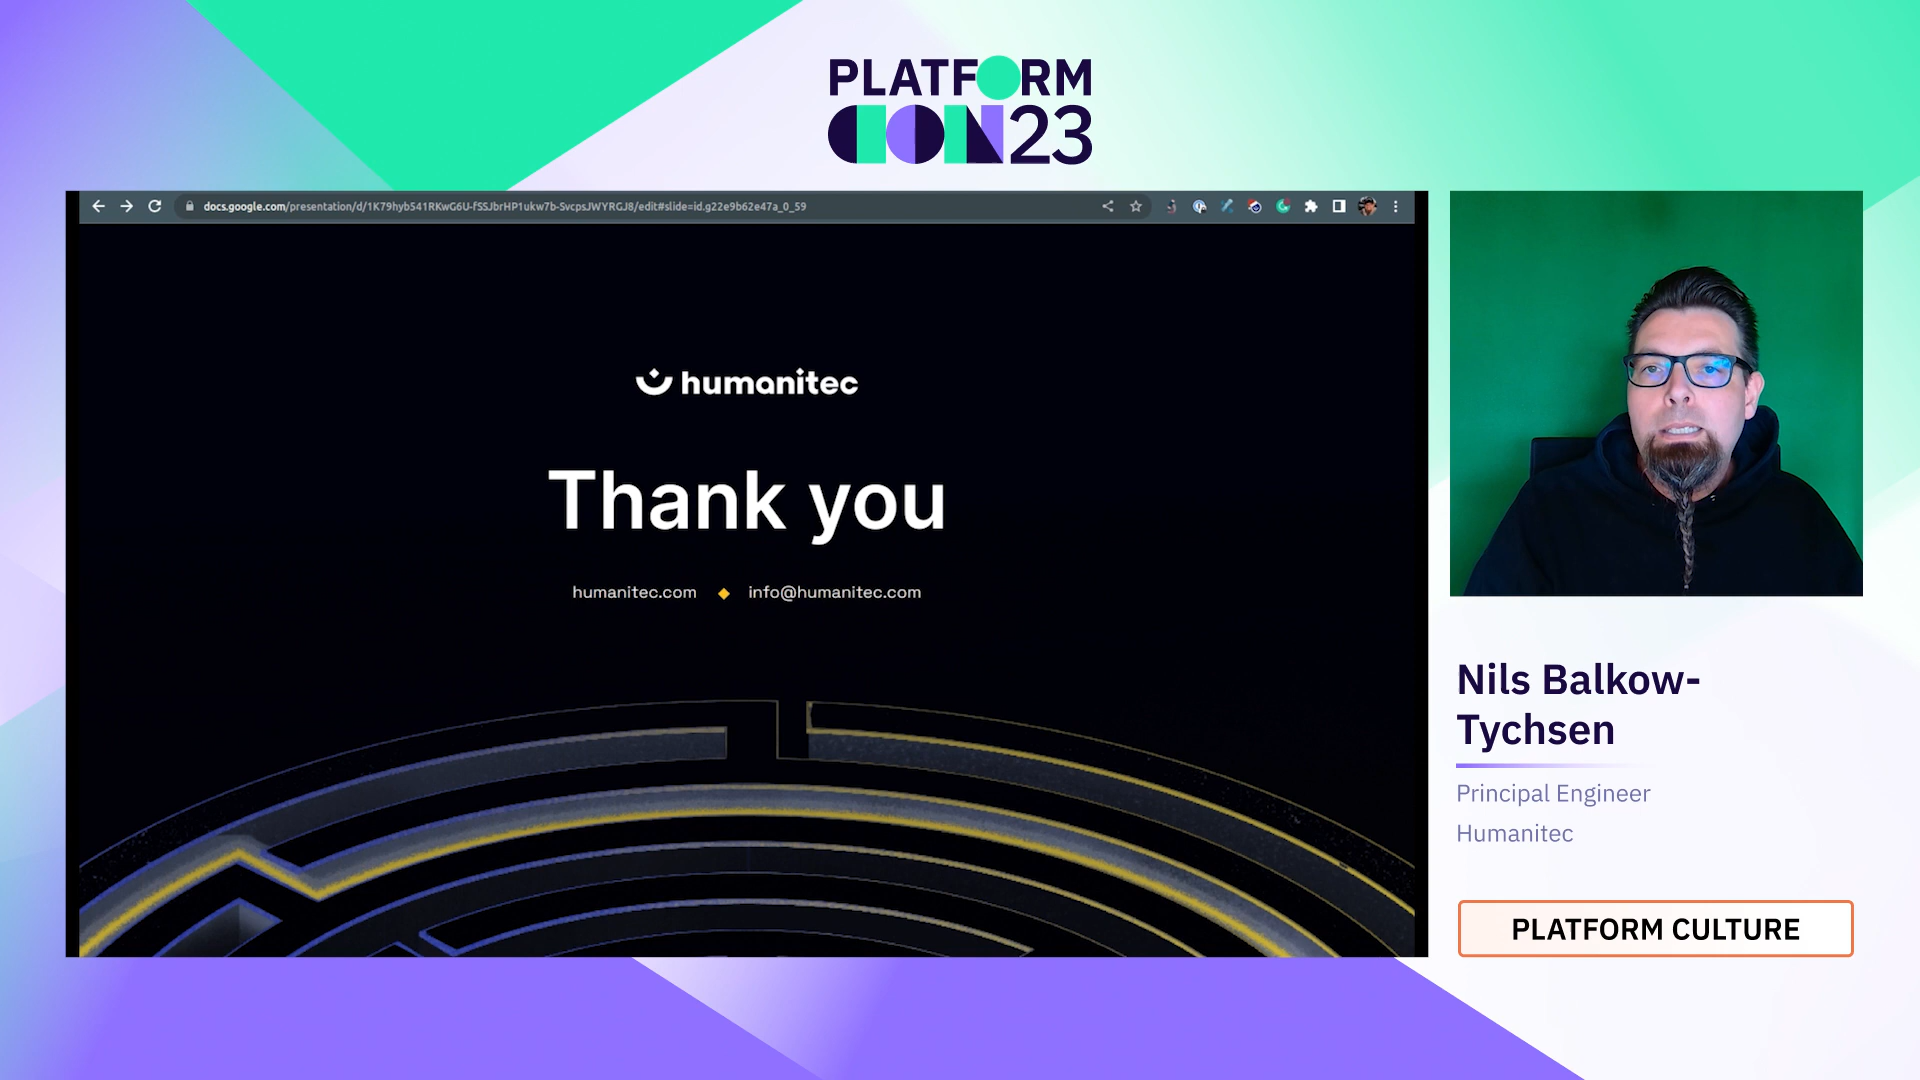 PLATFORM
CON23
docs.google.com/presentation/d/1K79hyb541RKwG6U-fSSJbrHP1ukw7b-SvcpsJWYRGJ8/edit#slide=id.g22e9b62e47a_0_59
humanitec
Thank you
humanitec.com ◆ info@humanitec.com
Nils Balkow-
Tychsen
Principal Engineer
Humanitec
PLATFORM CULTURE